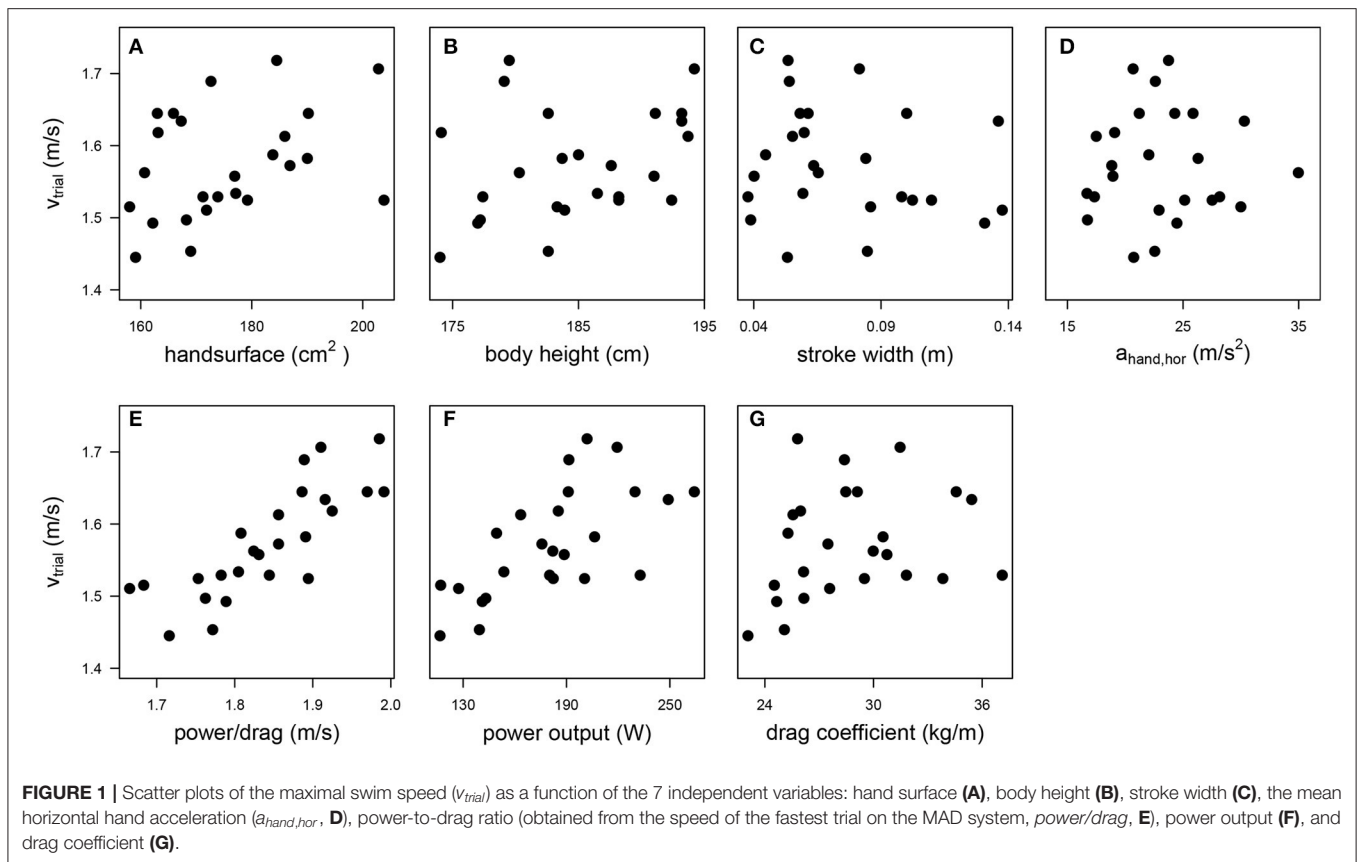 A
B
C
D
1.7
1.6
1.5
1.4
v_trial (m/s)
160 180 200
handsurface (cm²)
175 185 195
body height (cm)
0.04 0.09 0.14
stroke width (m)
15 25 35
a_hand,hor (m/s²)
E
F
G
1.7
1.6
1.5
1.4
v_trial (m/s)
1.7 1.8 1.9 2.0
power/drag (m/s)
130 190 250
power output (W)
24 30 36
drag coefficient (kg/m)
FIGURE 1 | Scatter plots of the maximal swim speed (v_trial) as a function of the 7 independent variables: hand surface (A), body height (B), stroke width (C), the mean
horizontal hand acceleration (a_hand,hor, D), power-to-drag ratio (obtained from the speed of the fastest trial on the MAD system, power/drag, E), power output (F), and
drag coefficient (G).